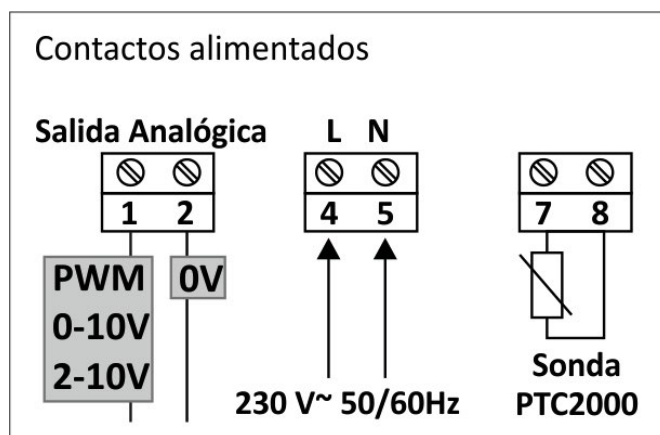 Contactos alimentados
Salida Analógica L N
1 2 4 5 7 8
PWM 0V
0-10V
2-10V
Sonda
230 V~ 50/60Hz PTC2000